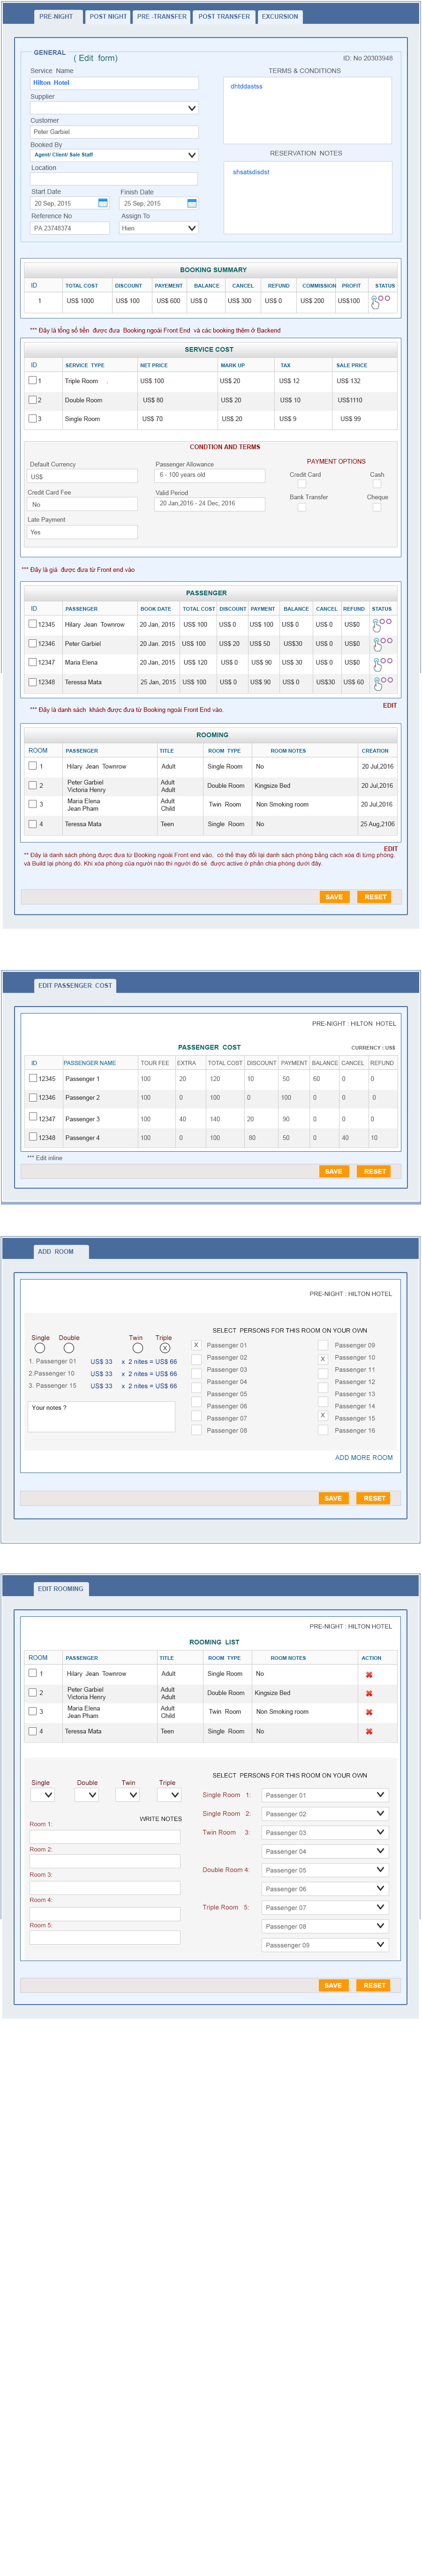 PRE-NIGHT POST NIGHT PRE -TRANSFER POST TRANSFER EXCURSION
GENERAL
( Edit form) ID: No 20303948
Service Name TERMS & CONDITIONS
Hilton Hotel dhtddastss
Supplier
Customer
Peter Garbiel
Booked By RESERVATION NOTES
Agent/ Client/ Sale Staff
Location shsatsdisdst
Start Date Finish Date
20 Sep, 2015 25 Sep, 2015
Reference No Assign To
PA 23748374 Hien
BOOKING SUMMARY
ID TOTAL COST DISCOUNT PAYEMENT BALANCE CANCEL REFUND COMMISSION PROFIT STATUS
1 US$ 1000 US$ 100 US$ 600 US$ 0 US$ 300 US$ 0 US$ 200 US$100
*** Đây là tổng số tiền được đưa Booking ngoài Front End và các booking thêm ở Backend
SERVICE COST
ID SERVICE TYPE NET PRICE MARK UP TAX SALE PRICE
1 Triple Room . US$ 100 US$ 20 US$ 12 US$ 132
2 Double Room US$ 80 US$ 20 US$ 10 US$1110
3 Single Room US$ 70 US$ 20 US$ 9 US$ 99
CONDTION AND TERMS
Default Currency Passenger Allowance PAYMENT OPTIONS
US$ 6 - 100 years old Credit Card Cash
Credit Card Fee Valid Period Bank Transfer Cheque
No 20 Jan,2016 - 24 Dec, 2016
Late Payment
Yes
*** Đây là giá được đưa từ Front end vào
PASSENGER
ID PASSENGER BOOK DATE TOTAL COST DISCOUNT PAYMENT BALANCE CANCEL REFUND STATUS
12345 Hilary Jean Townrow 20 Jan, 2015 US$ 100 US$ 0 US$ 100 US$ 0 US$ 0 US$0
12346 Peter Garbiel 20 Jan. 2015 US$ 100 US$ 20 US$ 50 US$30 US$ 0 US$0
12347 Maria Elena 20 Jan, 2015 US$ 120 US$ 0 US$ 90 US$ 30 US$ 0 US$0
12348 Teressa Mata 25 Jan, 2015 US$ 100 US$ 0 US$ 90 US$ 0 US$30 US$ 60
EDIT
*** Đây là danh sách khách được đưa từ Booking ngoài Front End vào.
ROOMING
ROOM PASSENGER TITLE ROOM TYPE ROOM NOTES CREATION
1 Hilary Jean Townrow Adult Single Room No 20 Jul,2016
2 Peter Garbiel Adult Double Room Kingsize Bed 20 Jul,2016
Victoria Henry Adult
3 Maria Elena Adult Twin Room Non Smoking room 20 Jul,2016
Jean Pham Child
4 Teressa Mata Teen Single Room No 25 Aug,2106
EDIT
** Đây là danh sách phòng được đưa từ Booking ngoài Front end vào, có thể thay đổi lại danh sách phòng bằng cách xóa đi từng phòng.
và Build lại phòng đó. Khi xóa phòng của người nào thì người đó sẽ được active ở phần chia phòng dưới đây.
SAVE RESET
EDIT PASSENGER COST
PRE-NIGHT : HILTON HOTEL
PASSENGER COST CURRENCY : US$
ID PASSENGER NAME TOUR FEE EXTRA TOTAL COST DISCOUNT PAYMENT BALANCE CANCEL REFUND
12345 Passenger 1 100 20 120 10 50 60 0 0
12346 Passenger 2 100 0 100 0 100 0 0 0
12347 Passenger 3 100 40 140 20 90 0 0 0
12348 Passenger 4 100 0 100 80 50 0 40 10
*** Edit inline
SAVE RESET
ADD ROOM
PRE-NIGHT : HILTON HOTEL
SELECT PERSONS FOR THIS ROOM ON YOUR OWN
Single Double Twin Triple
X
1. Passenger 01 US$ 33 x 2 nites = US$ 66
2.Passenger 10 US$ 33 x 2 nites = US$ 66
3. Passenger 15 US$ 33 x 2 nites = US$ 66
Your notes ?
X Passenger 01 Passenger 09
Passenger 02 X Passenger 10
Passenger 03 Passenger 11
Passenger 04 Passenger 12
Passenger 05 Passenger 13
Passenger 06 Passenger 14
Passenger 07 X Passenger 15
Passenger 08 Passenger 16
ADD MORE ROOM
SAVE RESET
EDIT ROOMING
PRE-NIGHT : HILTON HOTEL
ROOMING LIST
ROOM PASSENGER TITLE ROOM TYPE ROOM NOTES ACTION
1 Hilary Jean Townrow Adult Single Room No
2 Peter Garbiel Adult Double Room Kingsize Bed
Victoria Henry Adult
3 Maria Elena Adult Twin Room Non Smoking room
Jean Pham Child
4 Teressa Mata Teen Single Room No
SELECT PERSONS FOR THIS ROOM ON YOUR OWN
Single Double Twin Triple
WRITE NOTES
Room 1:
Room 2:
Room 3:
Room 4:
Room 5:
Single Room 1: Passenger 01
Single Room 2: Passenger 02
Twin Room 3: Passenger 03
Passenger 04
Double Room 4: Passenger 05
Passenger 06
Triple Room 5: Passenger 07
Passenger 08
Passsenger 09
SAVE RESET